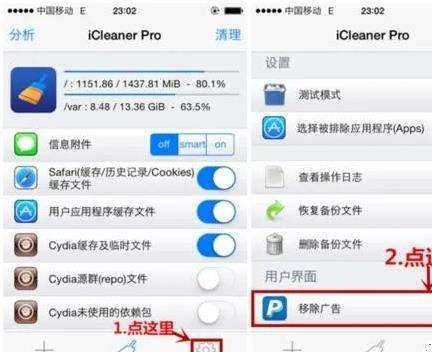 中国移动 E 23:02
分析 iCleaner Pro 清理
/ : 1151.86 / 1437.81 MiB - 80.1%
/var : 8.48 / 13.36 GiB - 63.5%
信息附件 off smart on
Safari(缓存/历史记录/Cookies)
缓存文件
用户应用程序缓存文件
Cydia缓存及临时文件
Cydia源群(repo)文件
Cydia未使用的依赖包
1.点这里
中国移动 E 23:02
iCleaner Pro
设置
测试模式
选择被排除应用程序(Apps)
查看操作日志
恢复备份文件
删除备份文件
用户界面
2.点这
移除广告